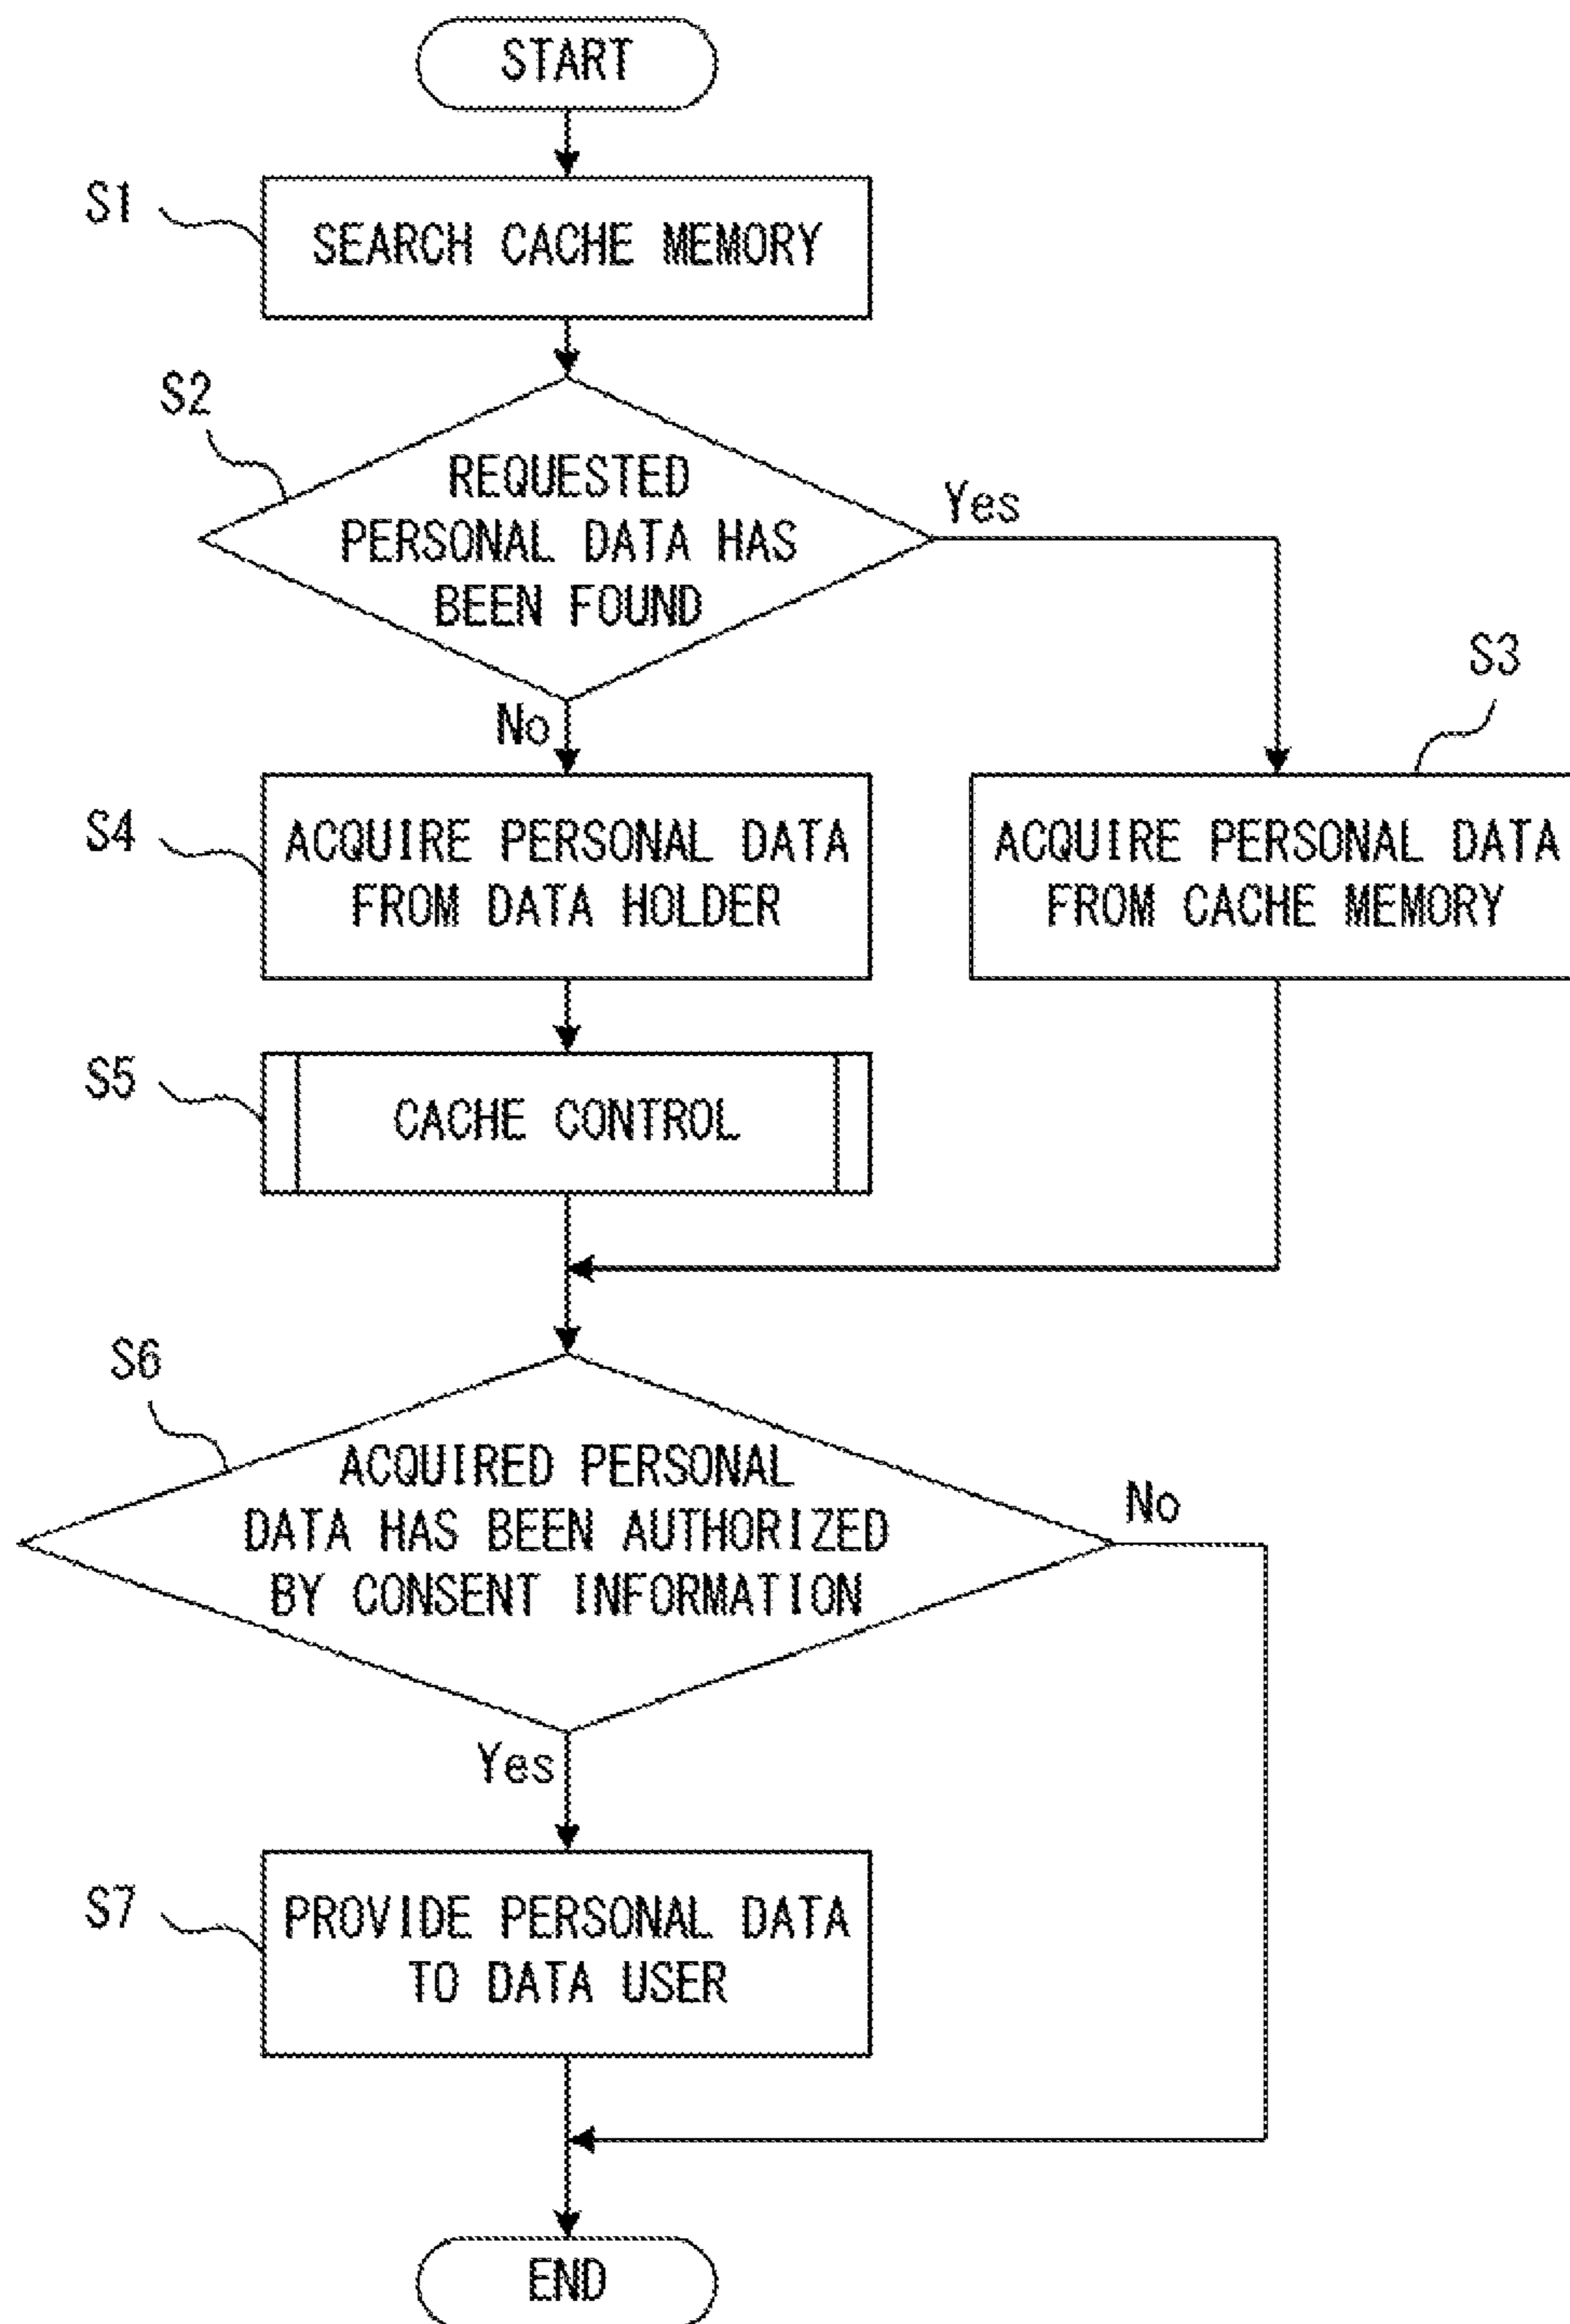 START
S1
SEARCH CACHE MEMORY
S2
REQUESTED
PERSONAL DATA HAS
BEEN FOUND
Yes
No
S3
S4
ACQUIRE PERSONAL DATA
FROM DATA HOLDER
ACQUIRE PERSONAL DATA
FROM CACHE MEMORY
S5
CACHE CONTROL
S6
ACQUIRED PERSONAL
DATA HAS BEEN AUTHORIZED
BY CONSENT INFORMATION
No
Yes
S7
PROVIDE PERSONAL DATA
TO DATA USER
END